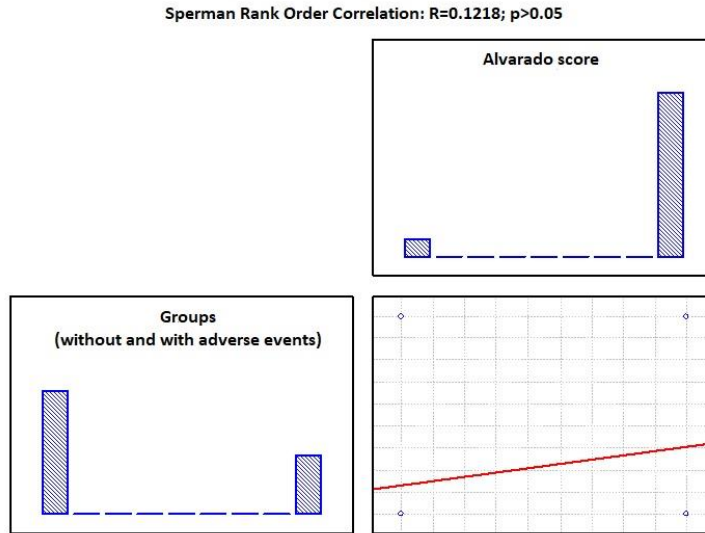 Sperman Rank Order Correlation: R=0.1218; p>0.05
Alvarado score
Groups
(without and with adverse events)